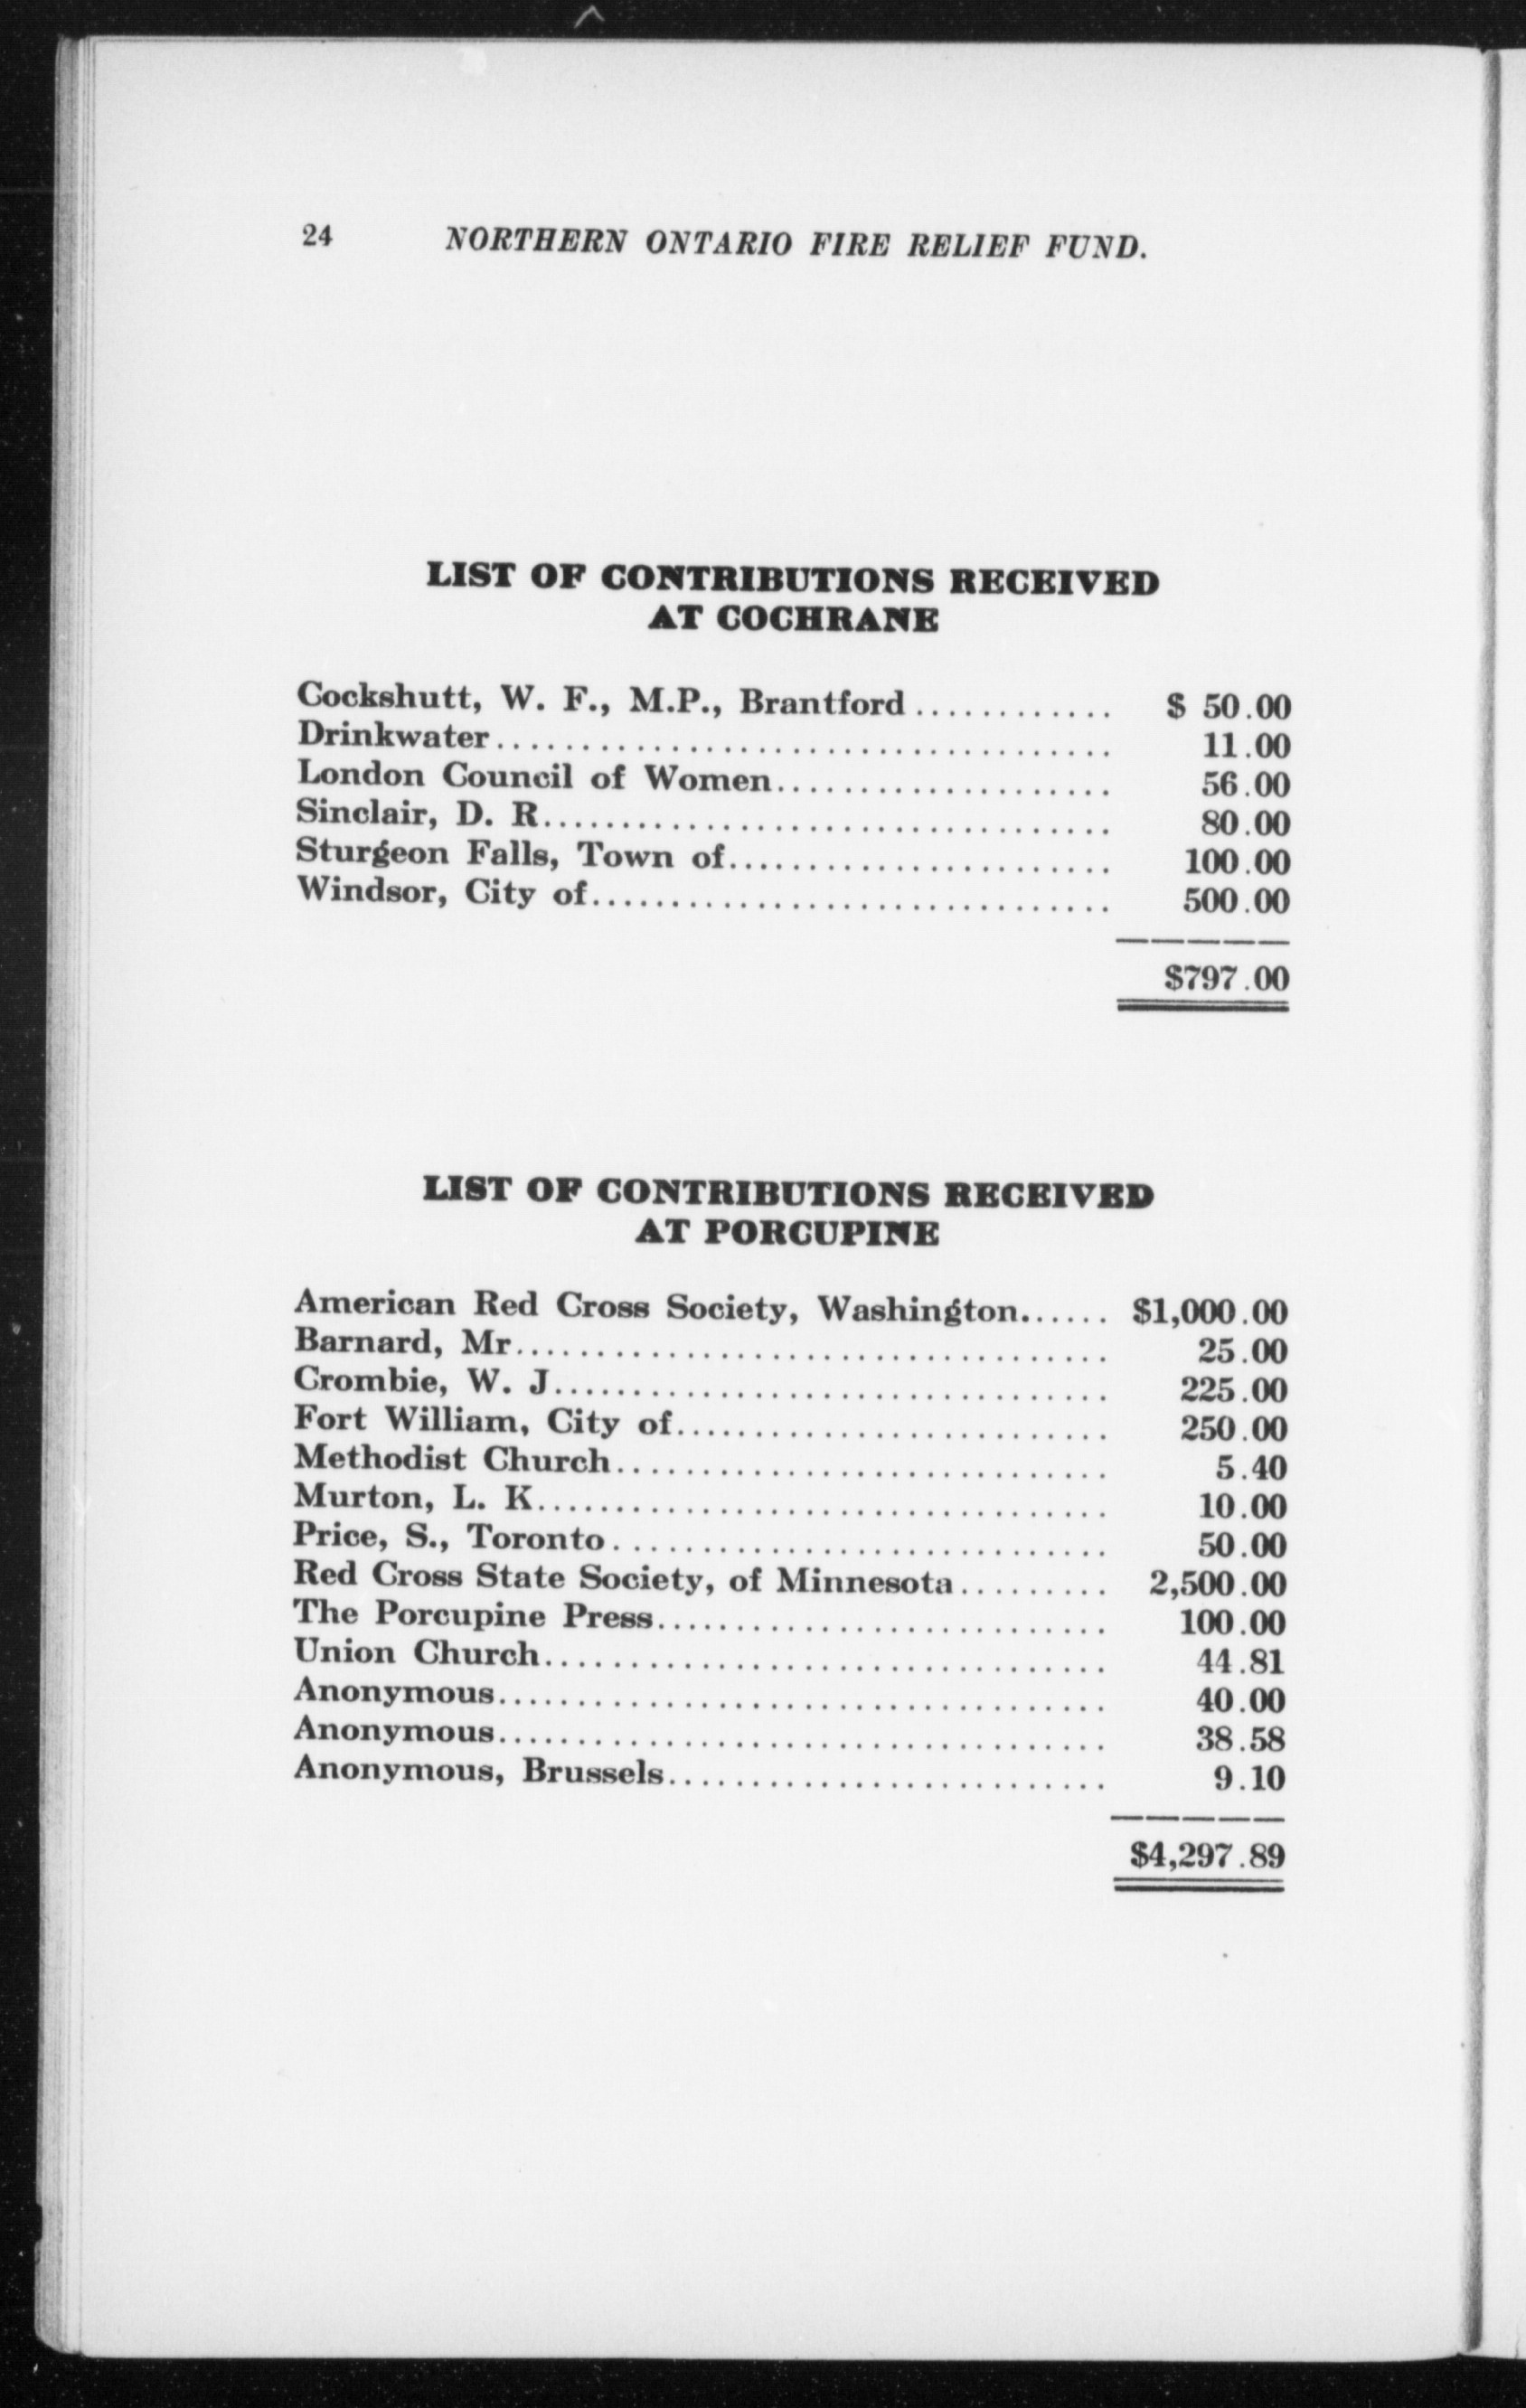 24 NORTHERN ONTARIO FIRE RELIEF FUND.
LIST OF CONTRIBUTIONS RECEIVED
AT COCHRANE
Cockshutt, W. F., M.P., Brantford............ $ 50.00
Drinkwater.................................... 11.00
London Council of Women.................... 56.00
Sinclair, D. R.................................. 80.00
Sturgeon Falls, Town of....................... 100.00
Windsor, City of............................... 500.00
$797.00
LIST OF CONTRIBUTIONS RECEIVED
AT PORCUPINE
American Red Cross Society, Washington...... $1,000.00
Barnard, Mr................................... 25.00
Crombie, W. J................................. 225.00
Fort William, City of.......................... 250.00
Methodist Church............................. 5.40
Murton, L. K.................................. 10.00
Price, S., Toronto.............................. 50.00
Red Cross State Society, of Minnesota......... 2,500.00
The Porcupine Press........................... 100.00
Union Church................................. 44.81
Anonymous.................................... 40.00
Anonymous.................................... 38.58
Anonymous, Brussels.......................... 9.10
$4,297.89